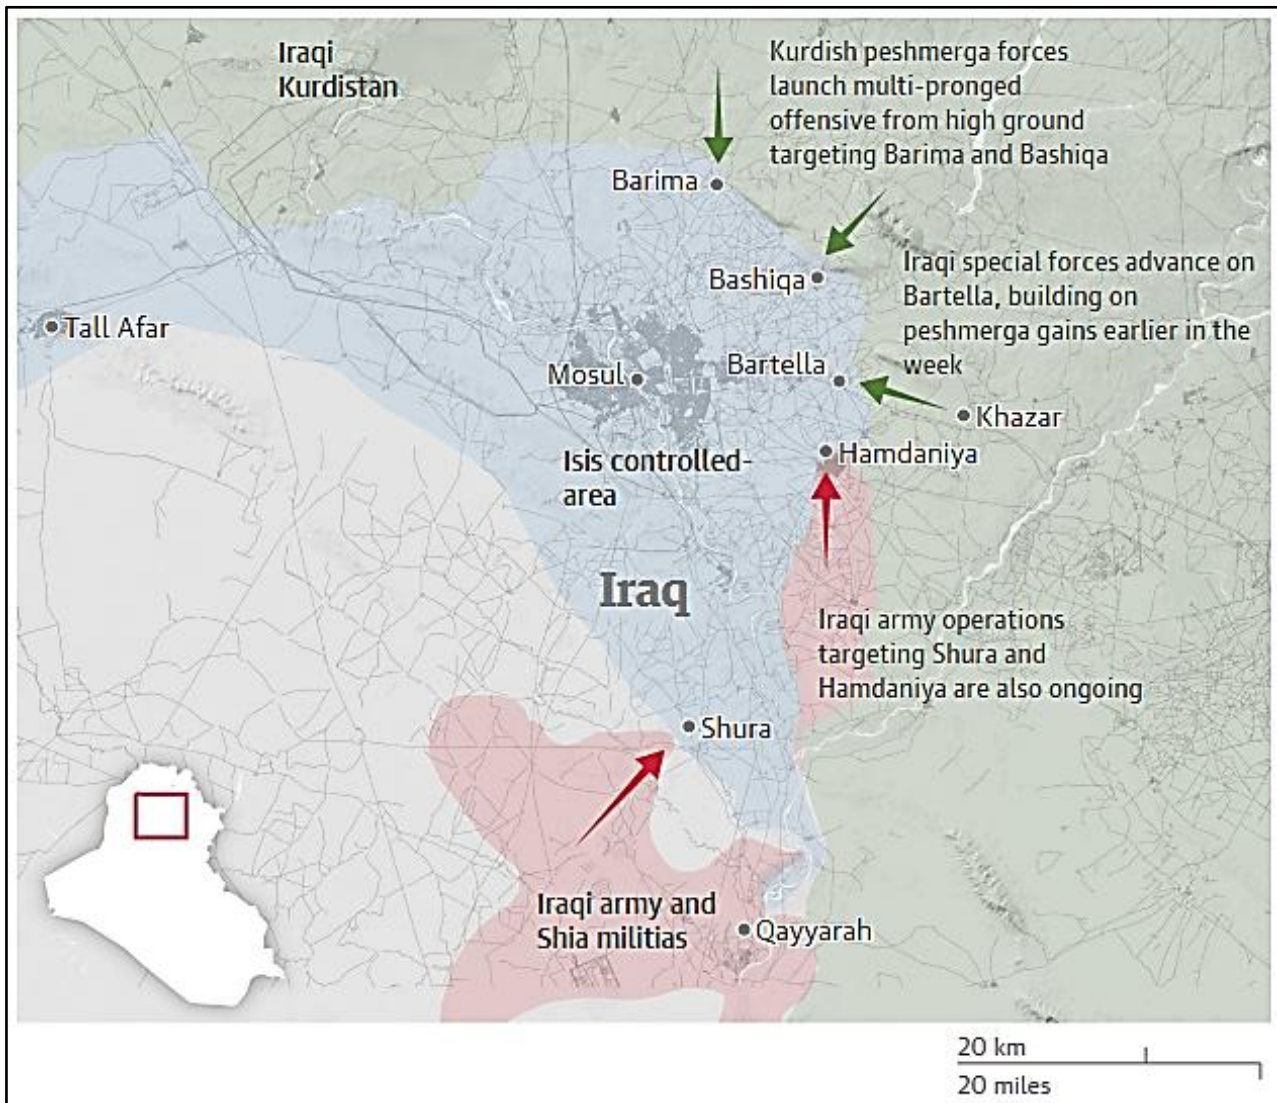 Iraqi
Kurdistan
Kurdish peshmerga forces
launch multi-pronged
offensive from high ground
targeting Barima and Bashiqa
Barima
Bashiqa
Iraqi special forces advance on
Bartella, building on
peshmerga gains earlier in the
week
Tall Afar
Mosul
Bartella
Khazar
Hamdaniya
Isis controlled-
area
Iraq
Iraqi army operations
targeting Shura and
Hamdaniya are also ongoing
Shura
Iraqi army and
Shia militias
Qayyarah
20 km
20 miles